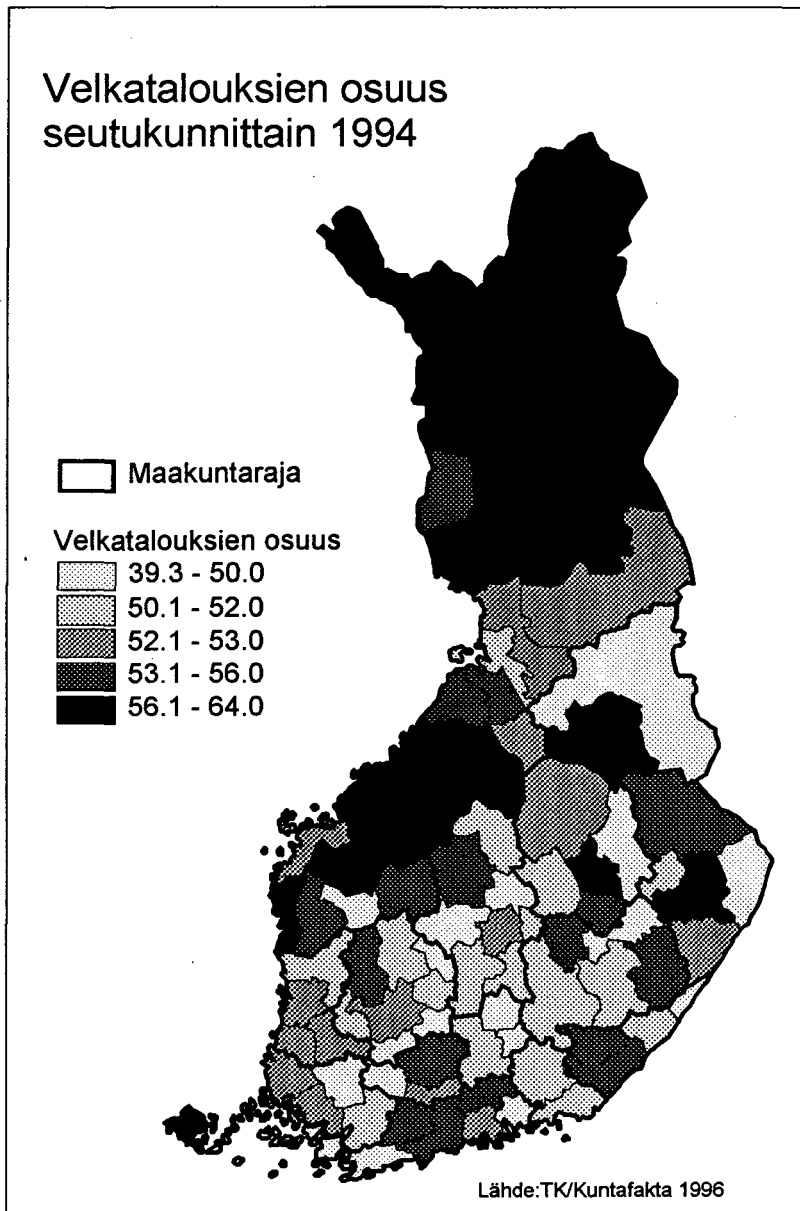 Velkatalouksien osuus
seutukunnittain 1994
Maakuntaraja
Velkatalouksien osuus
39.3 - 50.0
50.1 - 52.0
52.1 - 53.0
53.1 - 56.0
56.1 - 64.0
Lähde:TK/Kuntafakta 1996